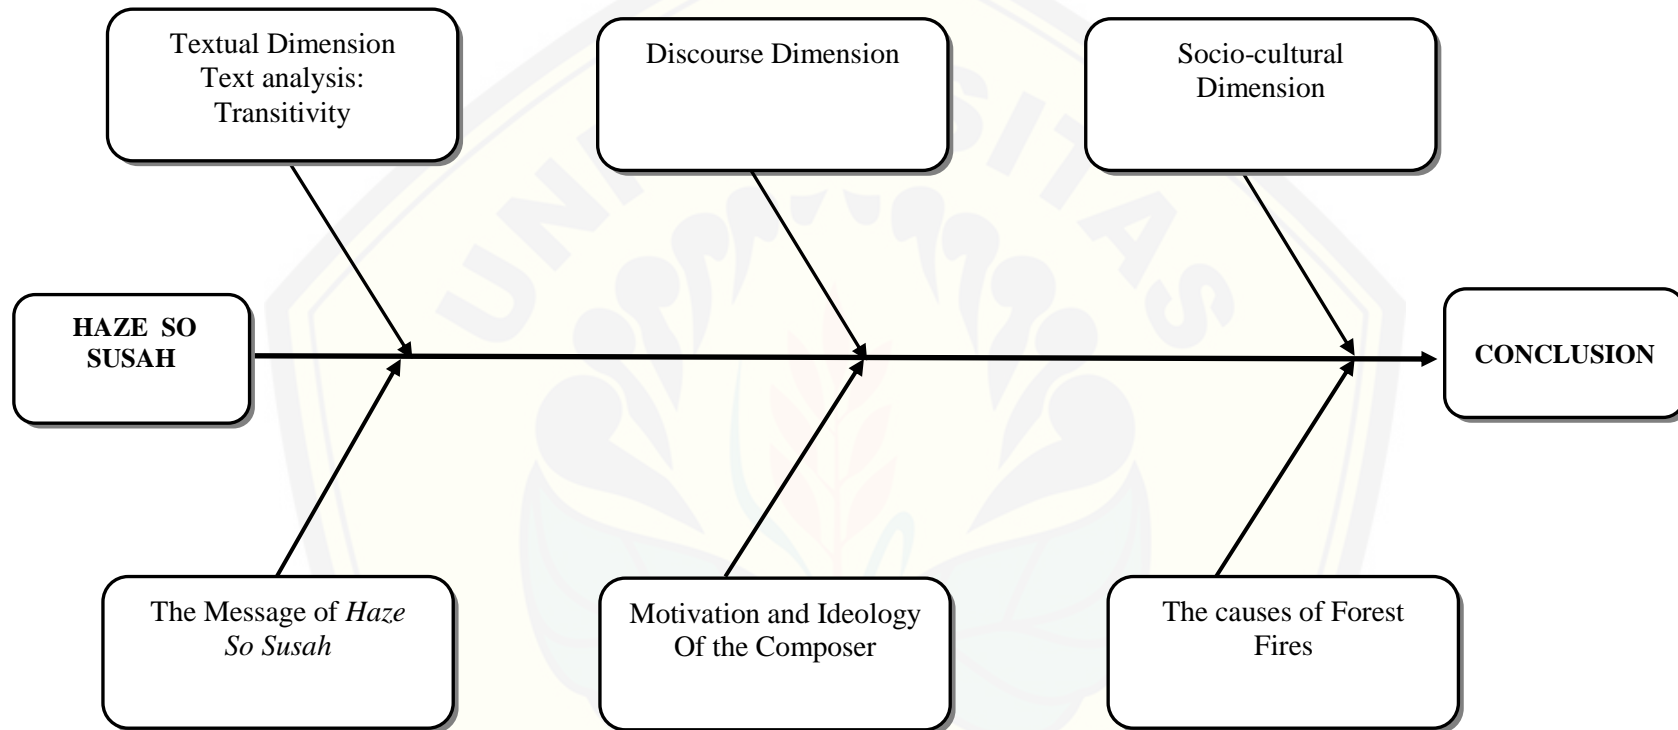 Textual Dimension
Text analysis:
Transitivity
Discourse Dimension
Socio-cultural
Dimension
UNIVERSITAS
HAZE SO
SUSAH
CONCLUSION
The Message of Haze
So Susah
Motivation and Ideology
Of the Composer
The causes of Forest
Fires